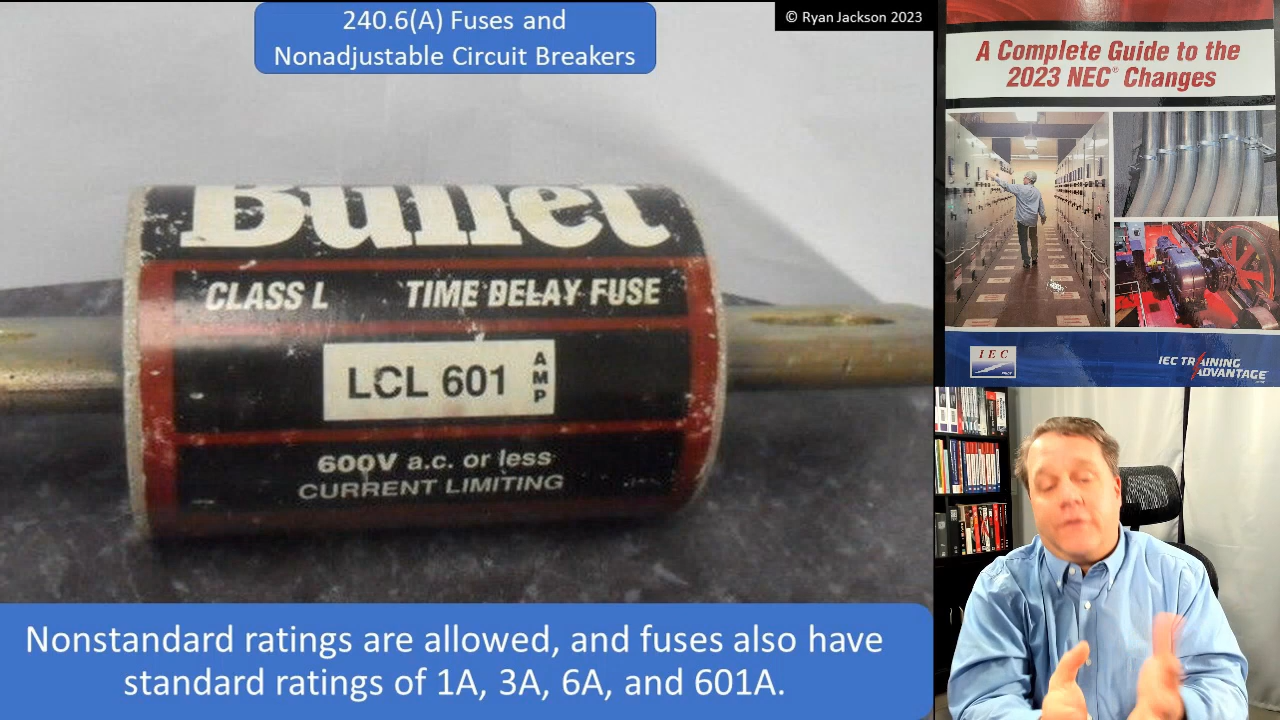 240.6(A) Fuses and
Nonadjustable Circuit Breakers
© Ryan Jackson 2023
A Complete Guide to the
2023 NEC® Changes
Bullet
CLASS L TIME DELAY FUSE
LCL 601 AMP
600V a.c. or less
CURRENT LIMITING
IEC
IEC TRAINING
ADVANTAGE
Nonstandard ratings are allowed, and fuses also have
standard ratings of 1A, 3A, 6A, and 601A.